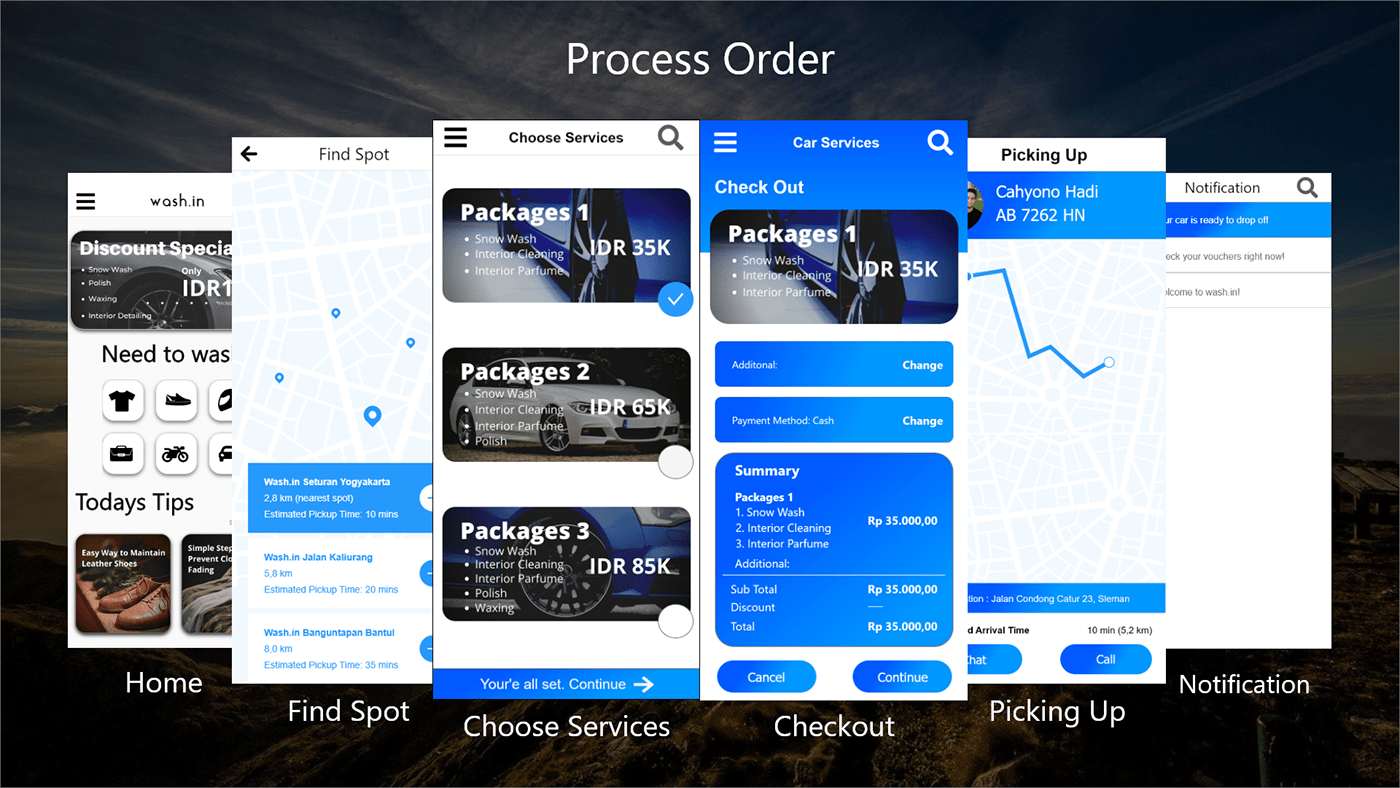 Process Order
wash.in
Discount Specia
Snow Wash
Polish
Waxing
Interior Detailing
Only
IDR1
Need to was
Todays Tips
Easy Way to Maintain
Leather Shoes
Simple Step
Prevent Clo
Fading
Home
Find Spot
Wash.in Seturan Yogyakarta
2,8 km (nearest spot)
Estimated Pickup Time: 10 mins
Wash.in Jalan Kaliurang
5,8 km
Estimated Pickup Time: 20 mins
Wash.in Banguntapan Bantul
8,0 km
Estimated Pickup Time: 35 mins
Find Spot
Choose Services
Packages 1
Snow Wash
Interior Cleaning
Interior Parfume
IDR 35K
Packages 2
Snow Wash
Interior Cleaning
Interior Parfume
Polish
IDR 65K
Packages 3
Snow Wash
Interior Cleaning
Interior Parfume
Polish
Waxing
IDR 85K
Your'e all set. Continue
Choose Services
Car Services
Check Out
Packages 1
Snow Wash
Interior Cleaning
Interior Parfume
IDR 35K
Additonal: Change
Payment Method: Cash Change
Summary
Packages 1
1. Snow Wash
2. Interior Cleaning
3. Interior Parfume
Rp 35.000,00
Additional:
Sub Total Rp 35.000,00
Discount
Total Rp 35.000,00
Cancel Continue
Checkout
Picking Up
Cahyono Hadi
AB 7262 HN
tion : Jalan Condong Catur 23, Sleman
d Arrival Time 10 min (5,2 km)
hat Call
Picking Up
Notification
ur car is ready to drop off
eck your vouchers right now!
lcome to wash.in!
Notification